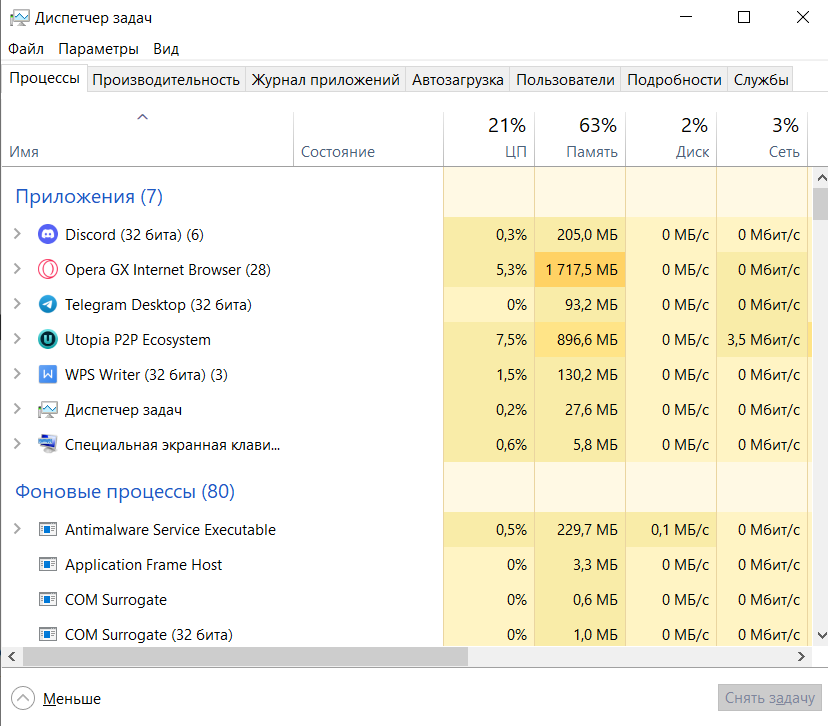 Диспетчер задач
Файл Параметры Вид
Процессы Производительность Журнал приложений Автозагрузка Пользователи Подробности Службы
21% 63% 2% 3%
Имя Состояние ЦП Память Диск Сеть
Приложения (7)
Discord (32 бита) (6) 0,3% 205,0 МБ 0 МБ/с 0 Мбит/с
Opera GX Internet Browser (28) 5,3% 1 717,5 МБ 0 МБ/с 0 Мбит/с
Telegram Desktop (32 бита) 0% 93,2 МБ 0 МБ/с 0 Мбит/с
Utopia P2P Ecosystem 7,5% 896,6 МБ 0 МБ/с 3,5 Мбит/с
WPS Writer (32 бита) (3) 1,5% 130,2 МБ 0 МБ/с 0 Мбит/с
Диспетчер задач 0,2% 27,6 МБ 0 МБ/с 0 Мбит/с
Специальная экранная клави... 0,6% 5,8 МБ 0 МБ/с 0 Мбит/с
Фоновые процессы (80)
Antimalware Service Executable 0,5% 229,7 МБ 0,1 МБ/с 0 Мбит/с
Application Frame Host 0% 3,3 МБ 0 МБ/с 0 Мбит/с
COM Surrogate 0% 0,6 МБ 0 МБ/с 0 Мбит/с
COM Surrogate (32 бита) 0% 1,0 МБ 0 МБ/с 0 Мбит/с
Меньше Снять задачу